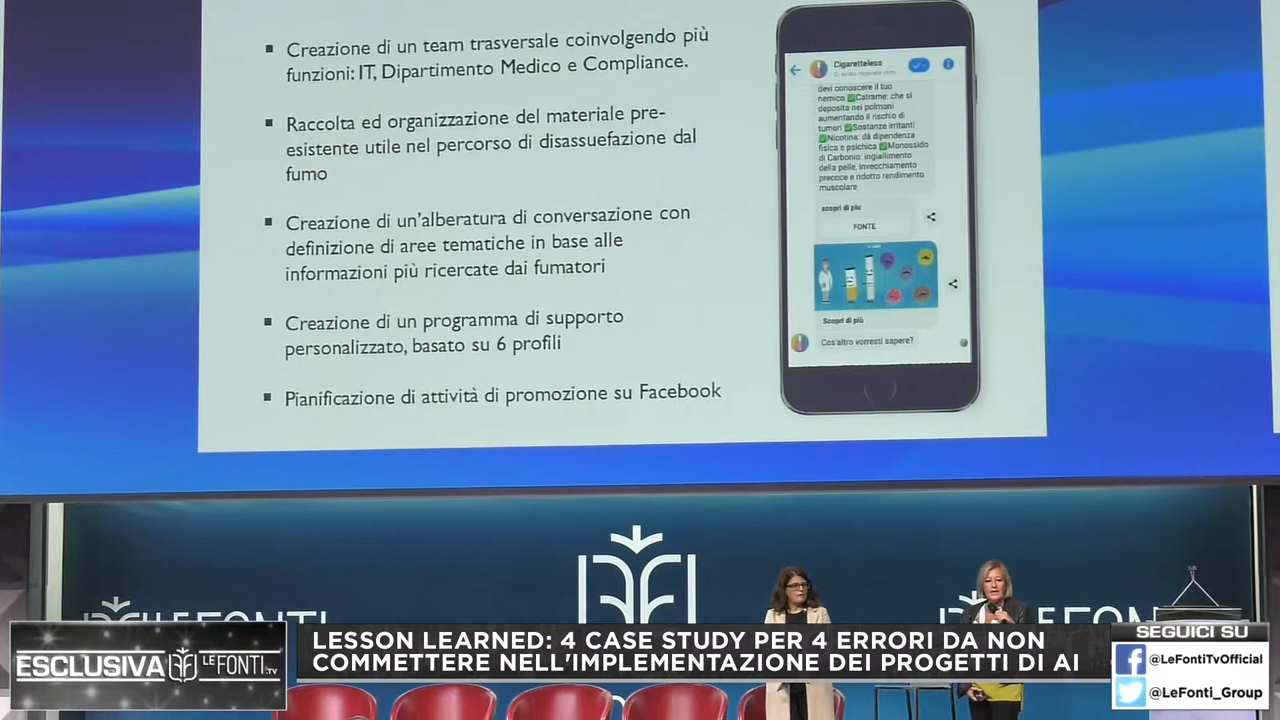 Creazione di un team trasversale coinvolgendo più
funzioni: IT, Dipartimento Medico e Compliance.
Raccolta ed organizzazione del materiale pre-
esistente utile nel percorso di disassuefazione dal
fumo
Creazione di un'alberatura di conversazione con
definizione di aree tematiche in base alle
informazioni più ricercate dai fumatori
Creazione di un programma di supporto
personalizzato, basato su 6 profili
Pianificazione di attività di promozione su Facebook
Cigaretteless
devi conoscere il tuo
nemico. ✅Catrame: che si
deposita nei polmoni
aumentando il rischio di
tumori ✅Sostanze irritanti
✅Nicotina: dà dipendenza
fisica e psichica ✅Monossido
di Carbonio: ingiallimento
della pelle, invecchiamento
precoce e ridotto rendimento
muscolare
scopri di piu
FONTE
Scopri di più
Cos'altro vorresti sapere?
LE FONTI
LE FON
ESCLUSIVA LE FONTI.TV
LESSON LEARNED: 4 CASE STUDY PER 4 ERRORI DA NON
COMMETTERE NELL'IMPLEMENTAZIONE DEI PROGETTI DI AI
SEGUICI SU
@LeFontiTvOfficial
@LeFonti_Group